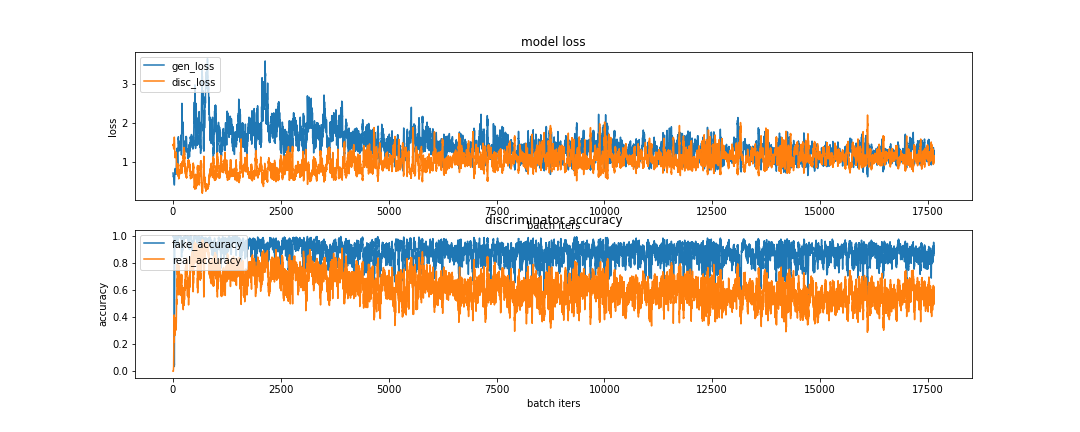 model loss
gen_loss
disc_loss
3
2
1
loss
0 2500 5000 7500 10000 12500 15000 17500
batch iters
discriminator accuracy
fake_accuracy
real_accuracy
1.0
0.8
0.6
0.4
0.2
0.0
accuracy
0 2500 5000 7500 10000 12500 15000 17500
batch iters